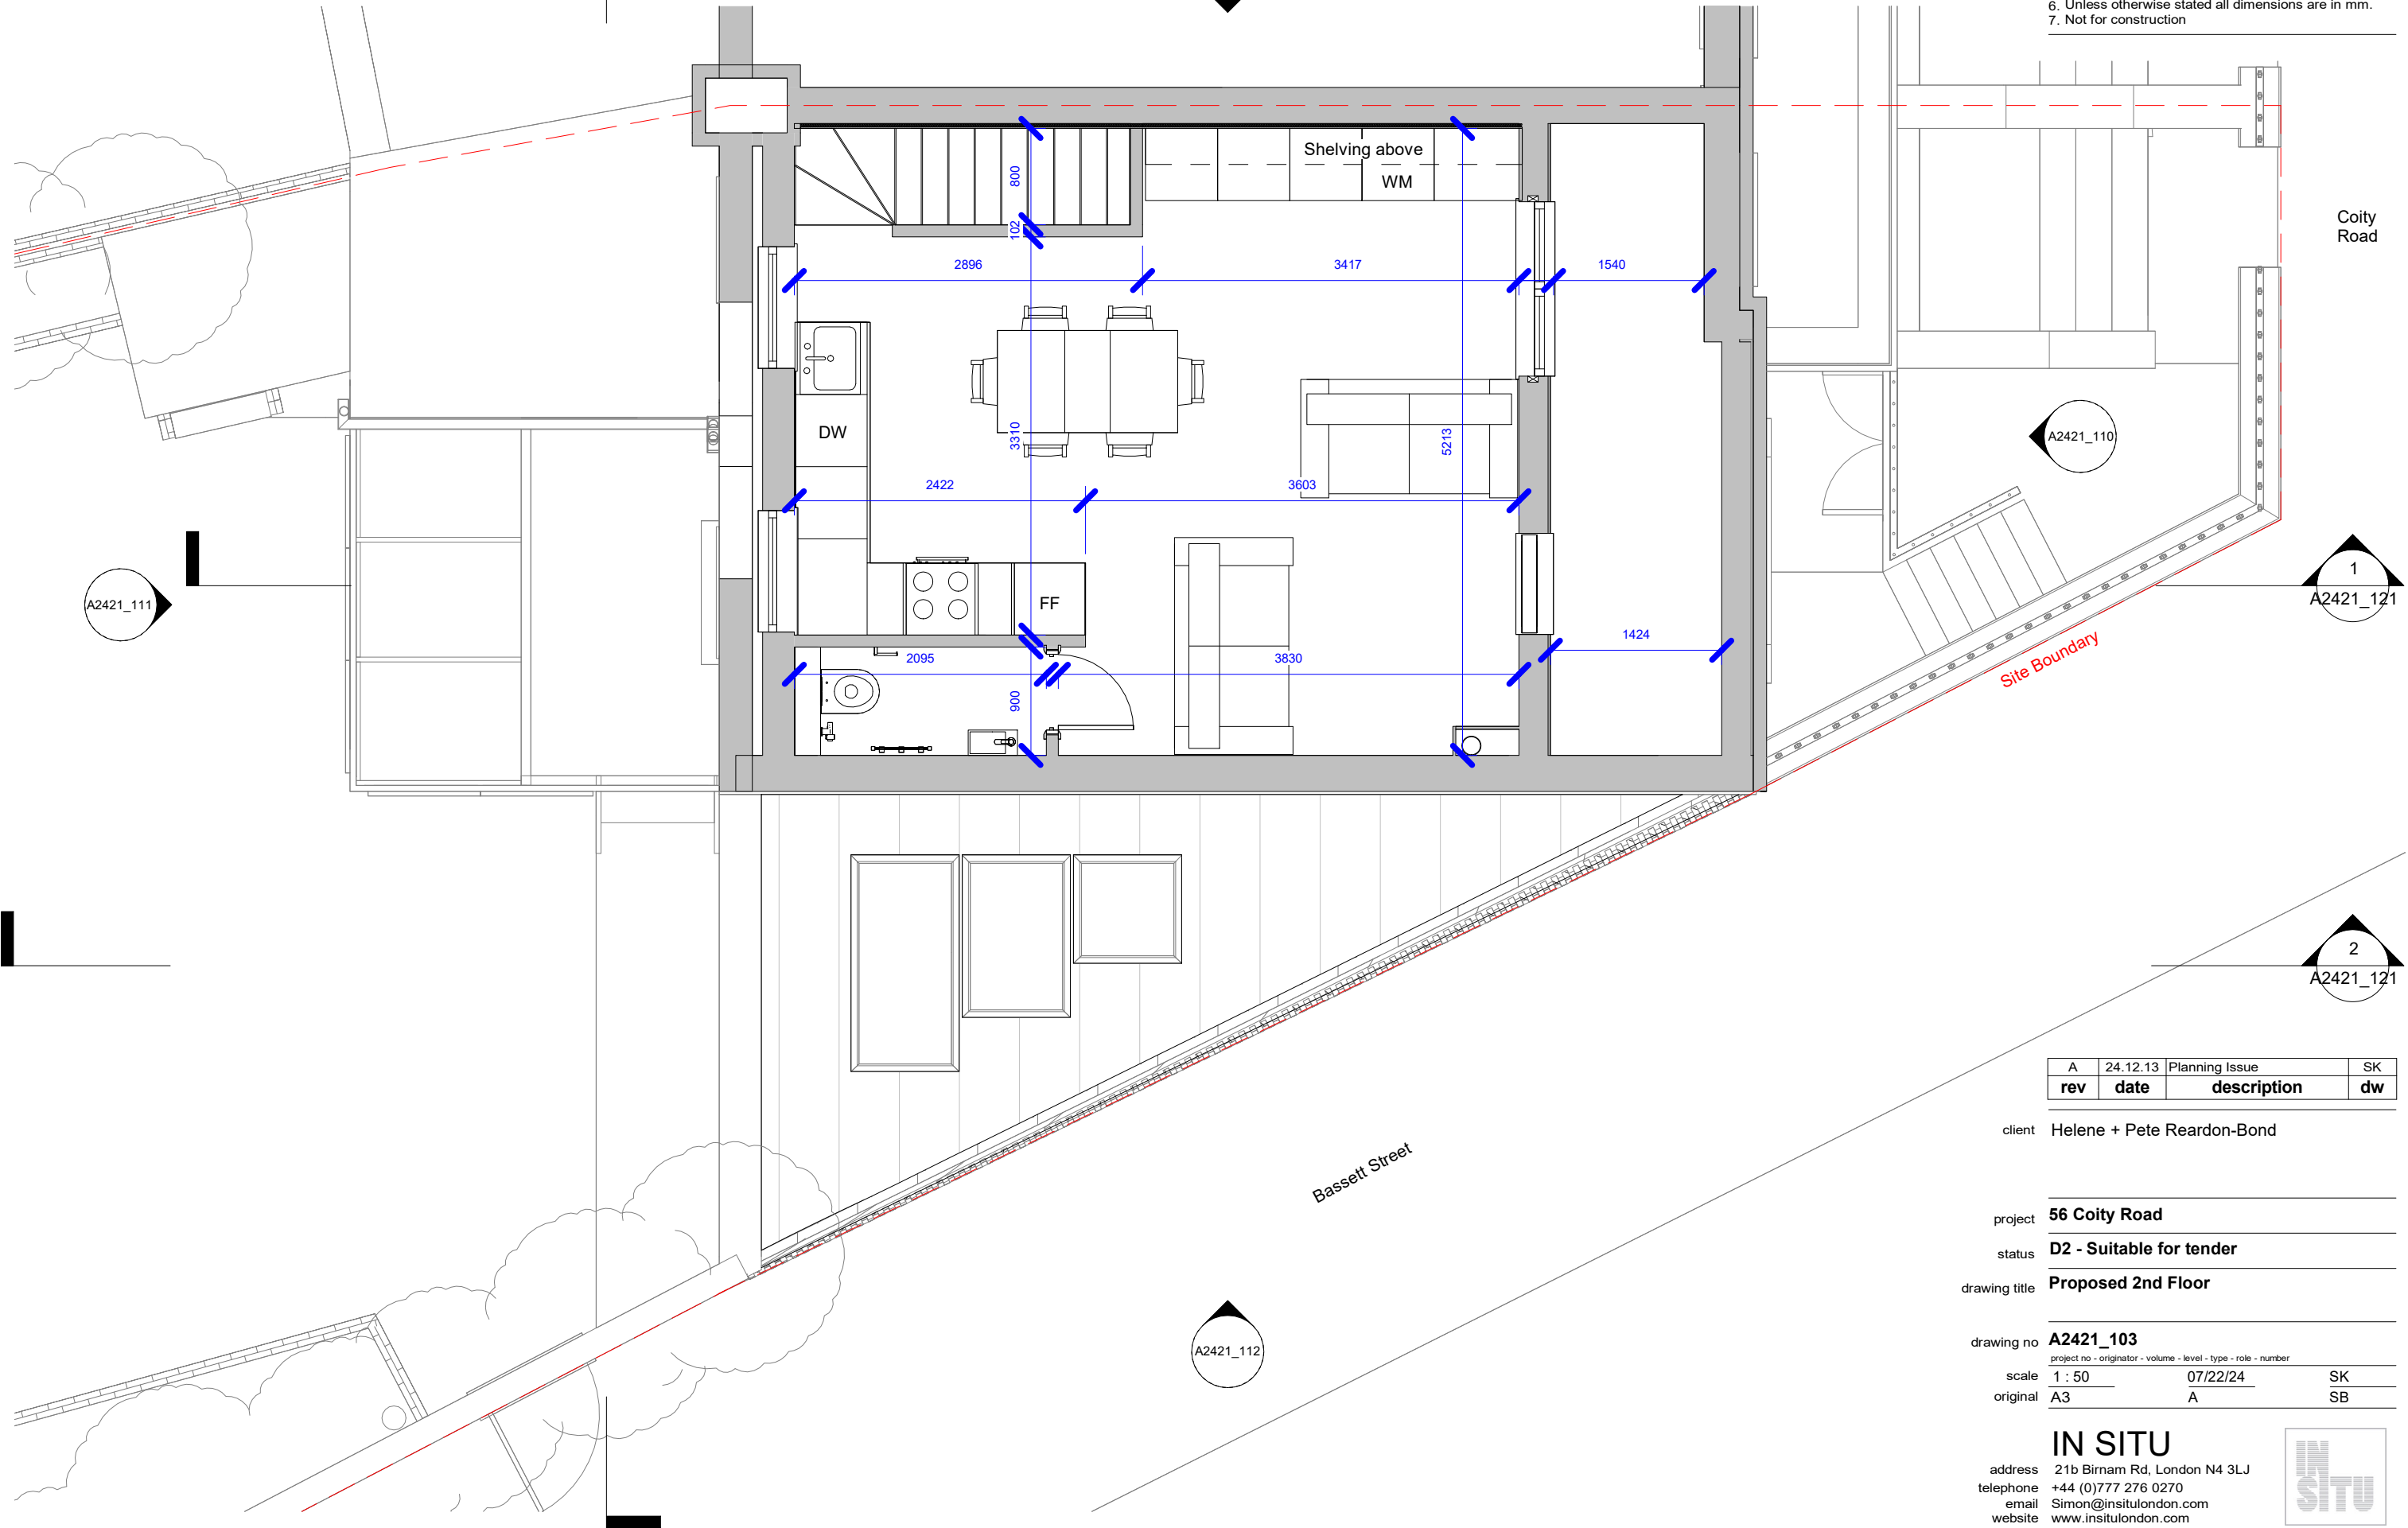 6. Unless otherwise stated all dimensions are in mm.
7. Not for construction
Shelving above
WM
800
102
2896
3417
1540
Coity
Road
DW
3310
5213
A2421_110
2422
3603
A2421_111
FF
1
A2421_121
2095
3830
1424
900
Site Boundary
2
A2421_121
Bassett Street
A2421_112
A 24.12.13 Planning Issue SK
rev date description dw
client Helene + Pete Reardon-Bond
project 56 Coity Road
status D2 - Suitable for tender
drawing title Proposed 2nd Floor
drawing no A2421_103
project no - originator - volume - level - type - role - number
scale 1 : 50 07/22/24 SK
original A3 A SB
IN SITU
address 21b Birnam Rd, London N4 3LJ
telephone +44 (0)777 276 0270
email Simon@insitulondon.com
website www.insitulondon.com
IN
SITU